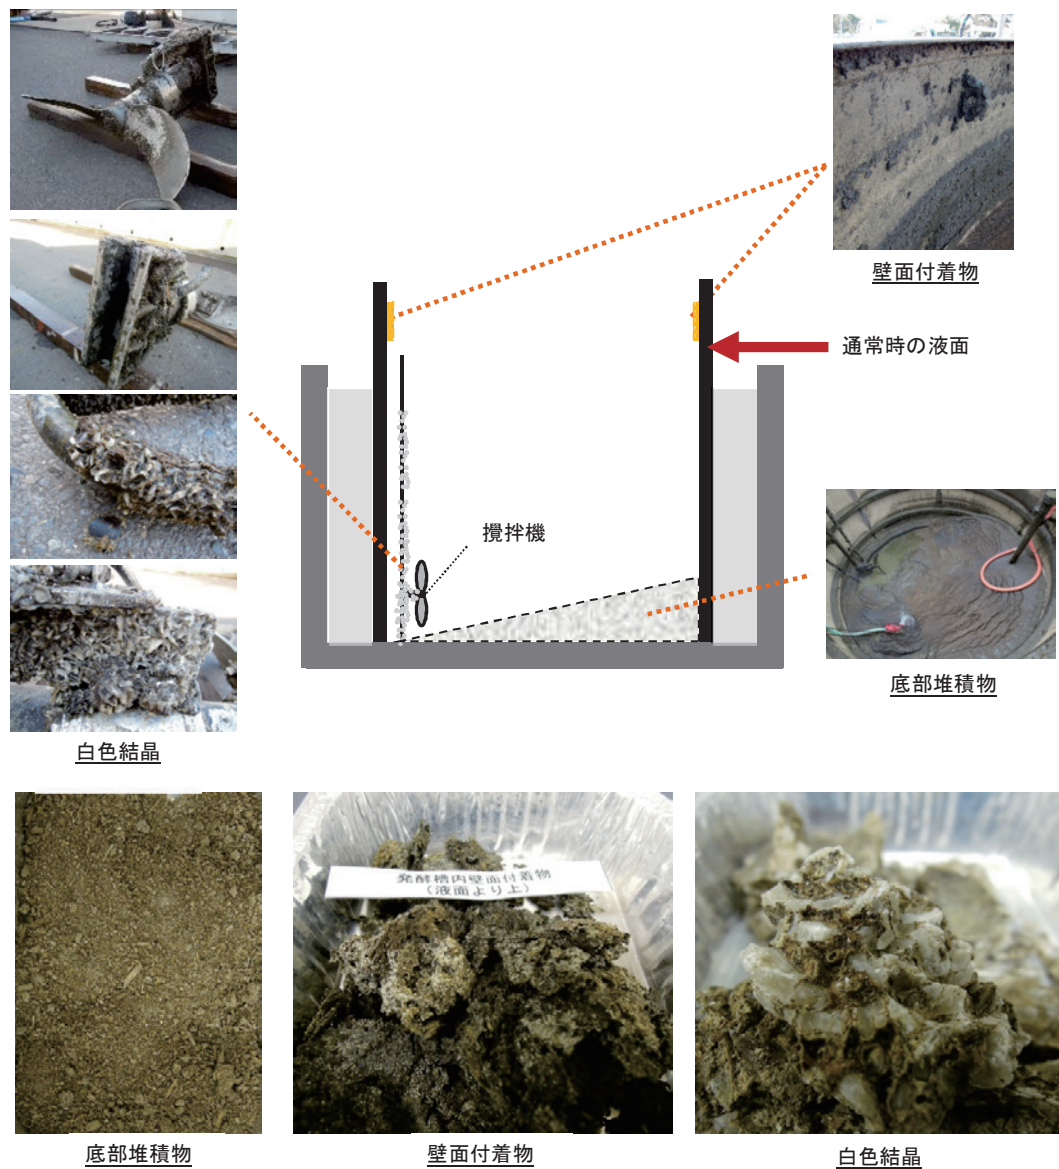 壁面付着物
通常時の液面
攪拌機
底部堆積物
白色結晶
発酵槽内壁面付着物
（液面より上）
底部堆積物
壁面付着物
白色結晶